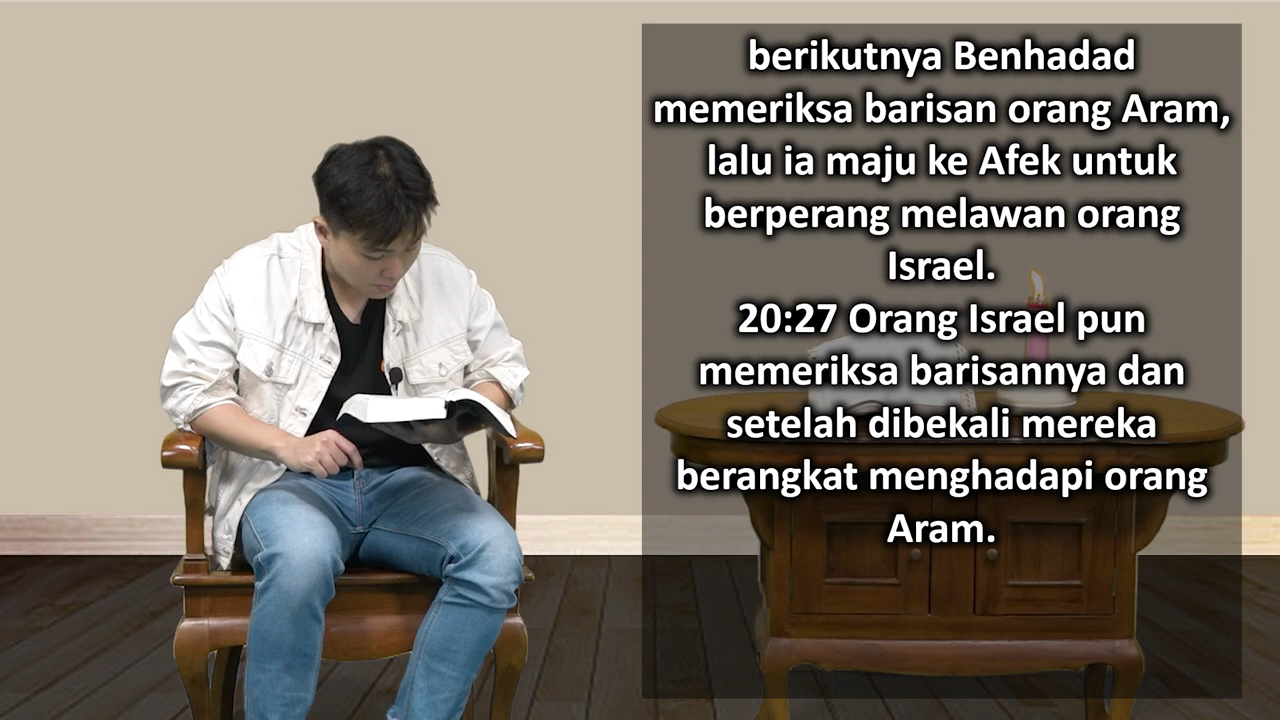 berikutnya Benhadad
memeriksa barisan orang Aram,
lalu ia maju ke Afek untuk
berperang melawan orang
Israel.
20:27 Orang Israel pun
memeriksa barisannya dan
setelah dibekali mereka
berangkat menghadapi orang
Aram.